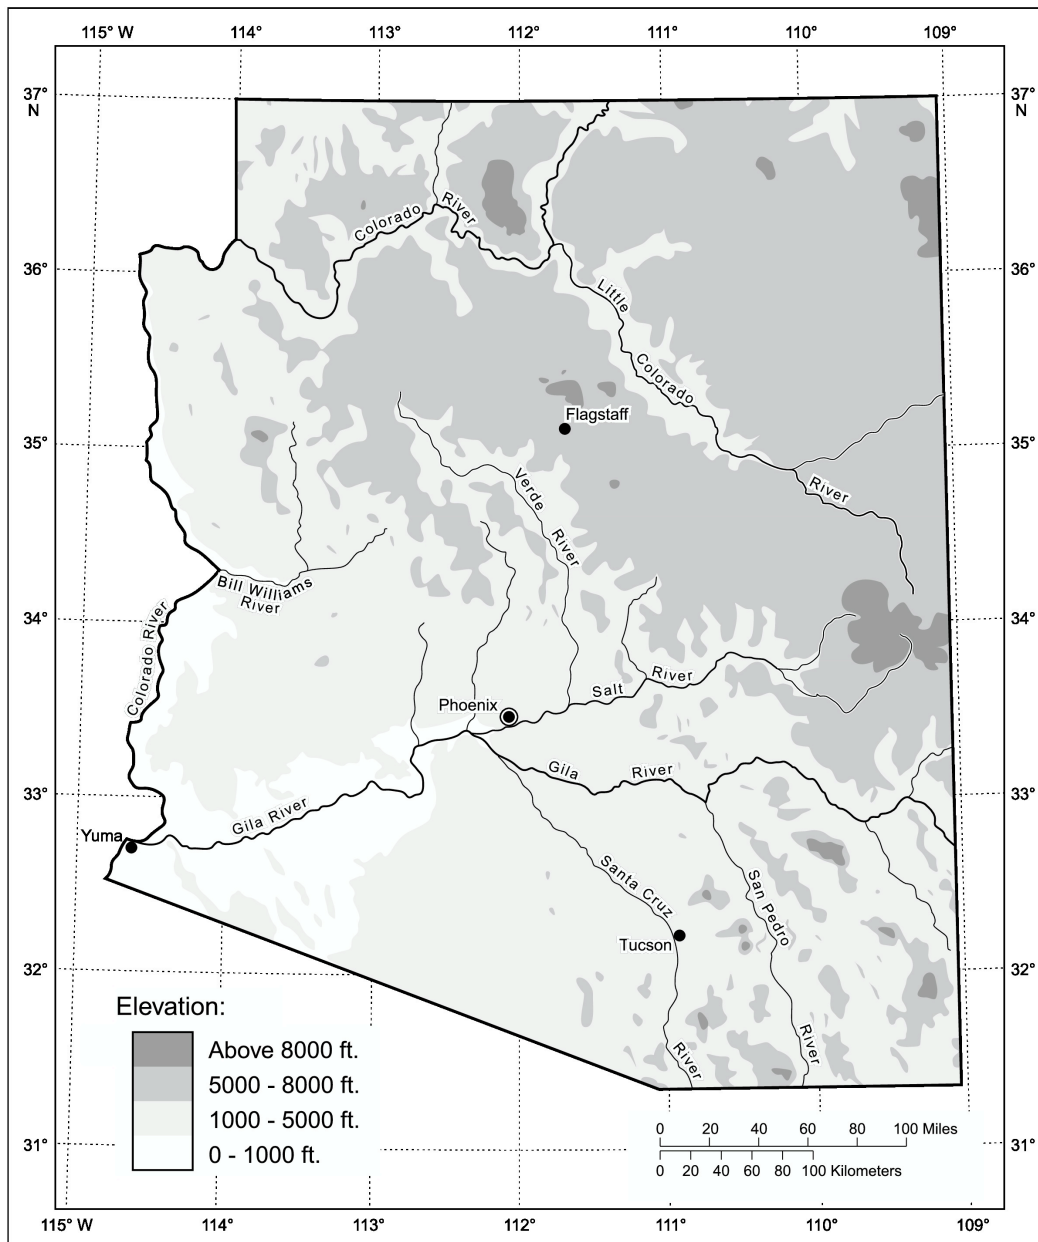 115° W 114° 113° 112° 111° 110° 109°
37°
N
37°
N
Colorado
River
36°
36°
Little
Colorado
Flagstaff
35°
35°
Verde
River
River
Bill Williams
River
34°
34°
Colorado River
River
Salt
Phoenix
Gila
River
33°
33°
Gila River
Yuma
Santa Cruz
San Pedro
Tucson
32°
32°
River
River
Elevation:
Above 8000 ft.
5000 - 8000 ft.
1000 - 5000 ft.
0 - 1000 ft.
0 20 40 60 80 100 Miles
0 20 40 60 80 100 Kilometers
31°
31°
115° W 114° 113° 112° 111° 110° 109°